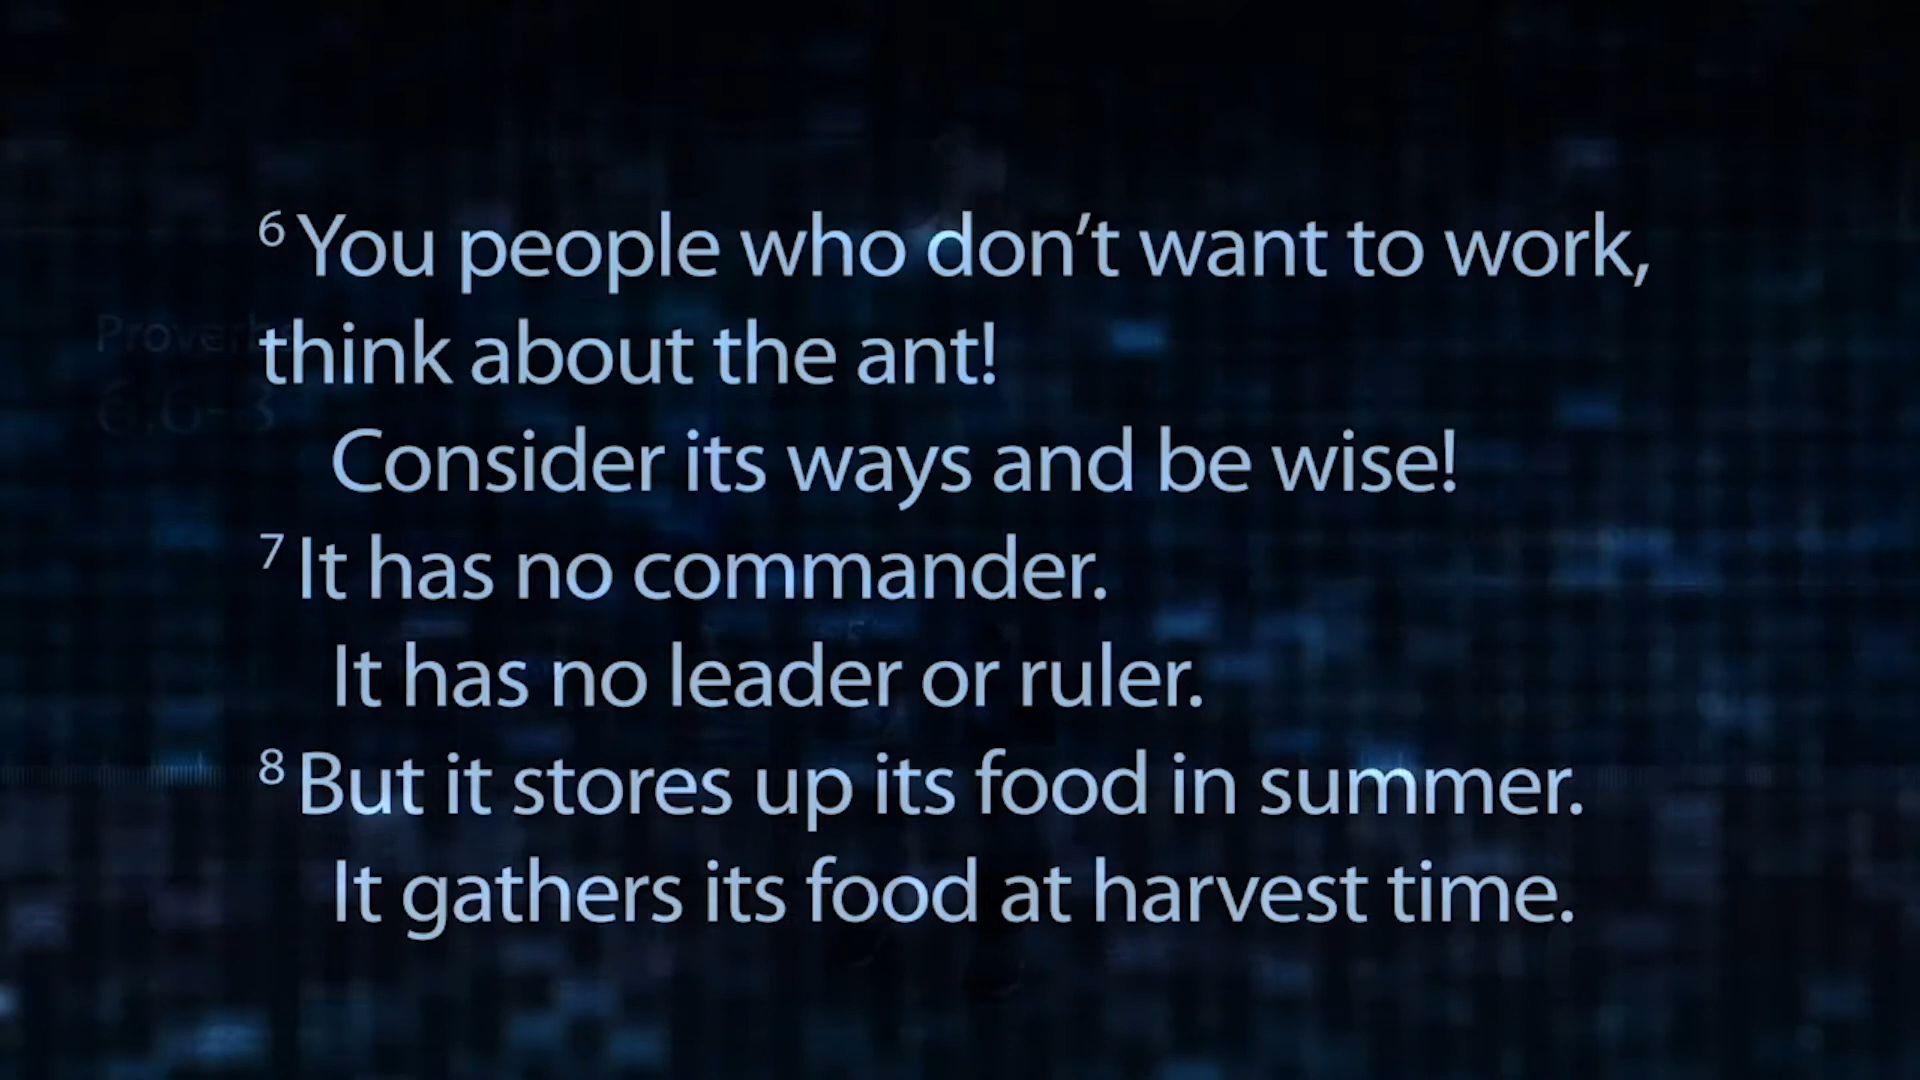 6 You people who don’t want to work,
think about the ant!
Consider its ways and be wise!
7 It has no commander.
It has no leader or ruler.
8 But it stores up its food in summer.
It gathers its food at harvest time.